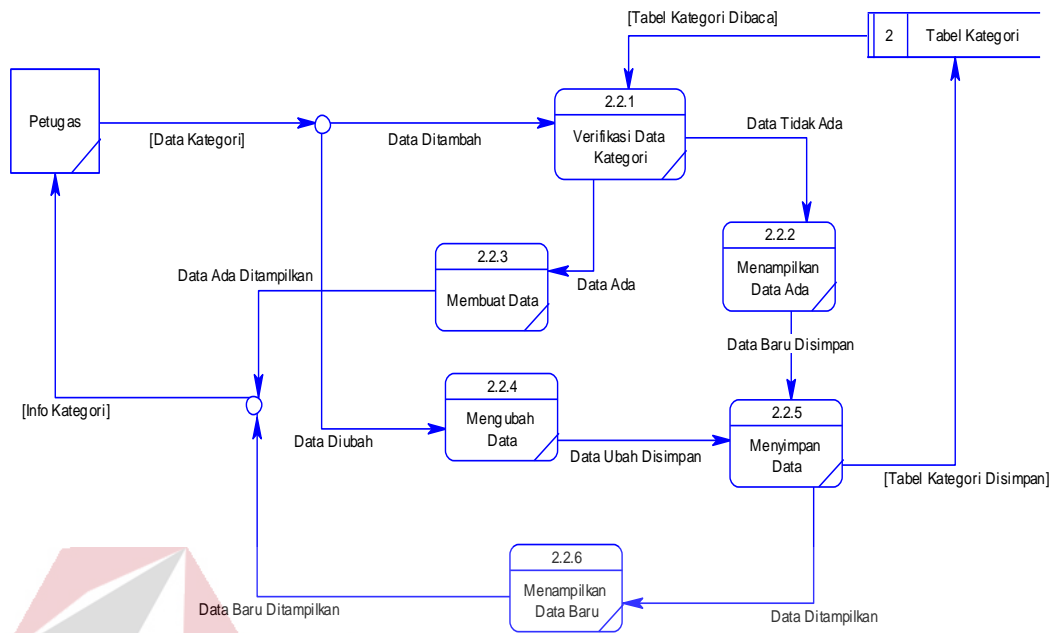 [Tabel Kategori Dibaca]
2
Tabel Kategori
Petugas
[Data Kategori]
Data Ditambah
2.2.1
Verifikasi Data
Kategori
Data Tidak Ada
2.2.2
Menampilkan
Data Ada
2.2.3
Membuat Data
Data Ada Ditampilkan
Data Ada
Data Baru Disimpan
[Info Kategori]
2.2.4
Mengubah
Data
Data Diubah
Data Ubah Disimpan
2.2.5
Menyimpan
Data
[Tabel Kategori Disimpan]
2.2.6
Menampilkan
Data Baru
Data Baru Ditampilkan
Data Ditampilkan